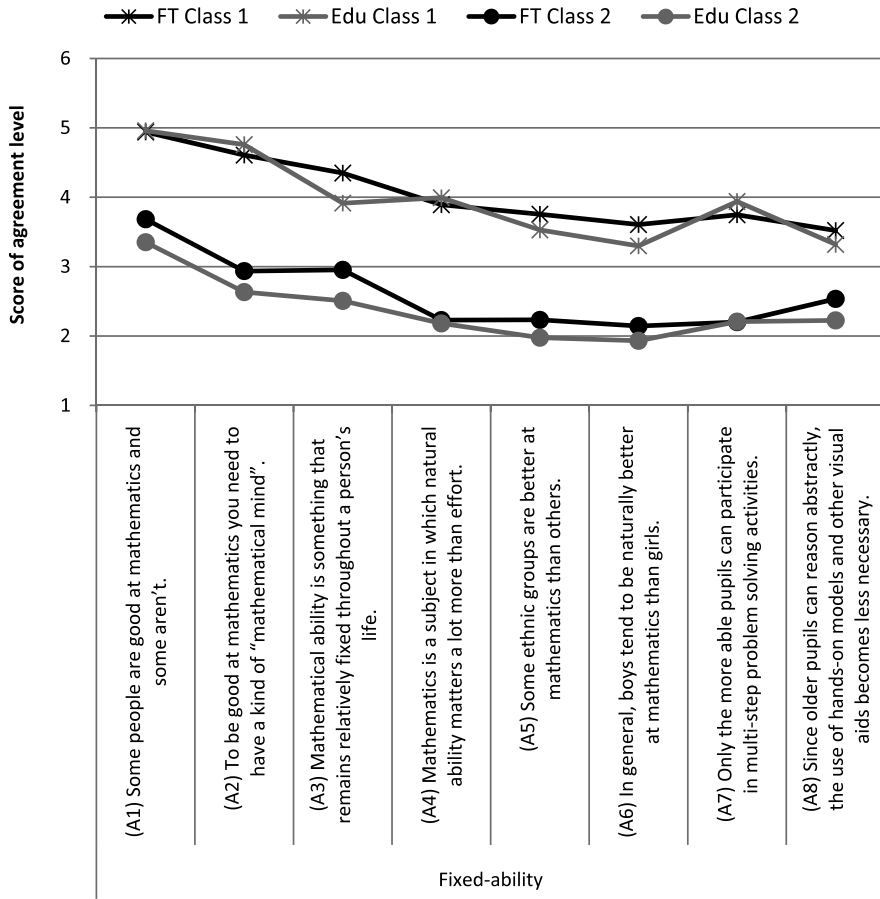 FT Class 1 Edu Class 1 FT Class 2 Edu Class 2
Score of agreement level
6
5
4
3
2
1
(A1) Some people are good at mathematics and
some aren't.
(A2) To be good at mathematics you need to
have a kind of “mathematical mind”.
(A3) Mathematical ability is something that
remains relatively fixed throughout a person's
life.
(A4) Mathematics is a subject in which natural
ability matters a lot more than effort.
(A5) Some ethnic groups are better at
mathematics than others.
(A6) In general, boys tend to be naturally better
at mathematics than girls.
(A7) Only the more able pupils can participate
in multi-step problem solving activities.
(A8) Since older pupils can reason abstractly,
the use of hands-on models and other visual
aids becomes less necessary.
Fixed-ability